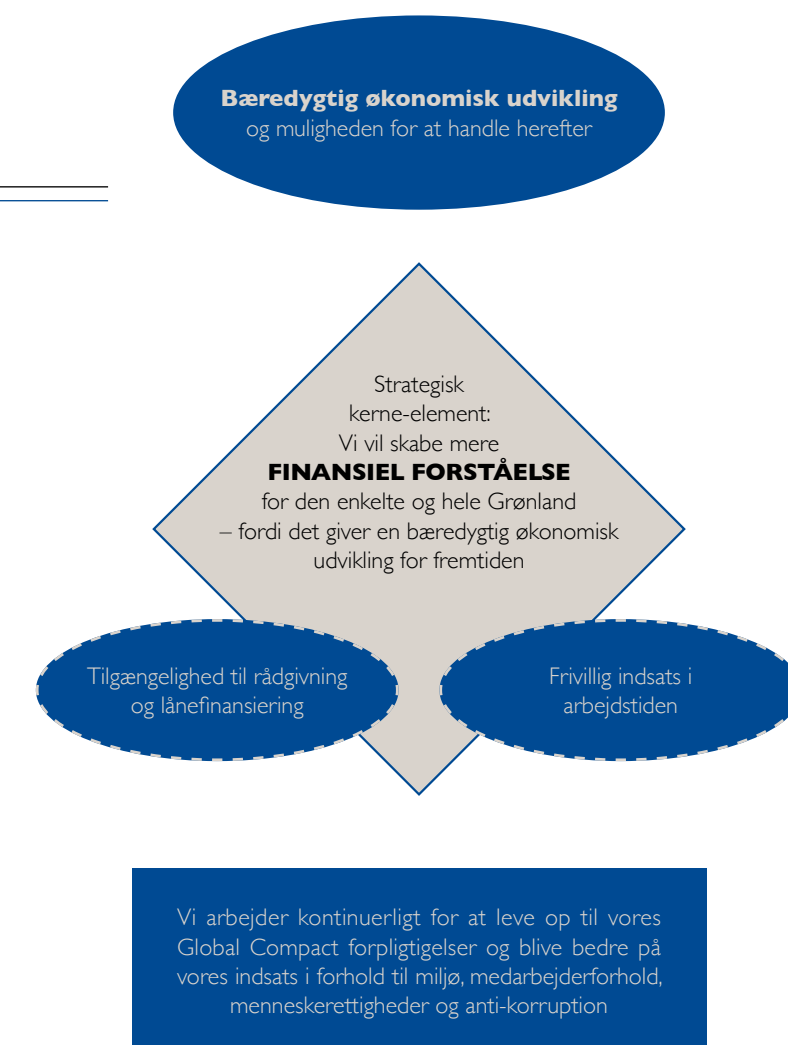 Bæredygtig økonomisk udvikling
og muligheden for at handle herefter
Strategisk
kerne-element:
Vi vil skabe mere
FINANSIEL FORSTÅELSE
for den enkelte og hele Grønland
– fordi det giver en bæredygtig økonomisk
udvikling for fremtiden
Tilgængelighed til rådgivning
og lånefinansiering
Frivillig indsats i
arbejdstiden
Vi arbejder kontinuerligt for at leve op til vores
Global Compact forpligtigelser og blive bedre på
vores indsats i forhold til miljø, medarbejderforhold,
menneskerettigheder og anti-korruption